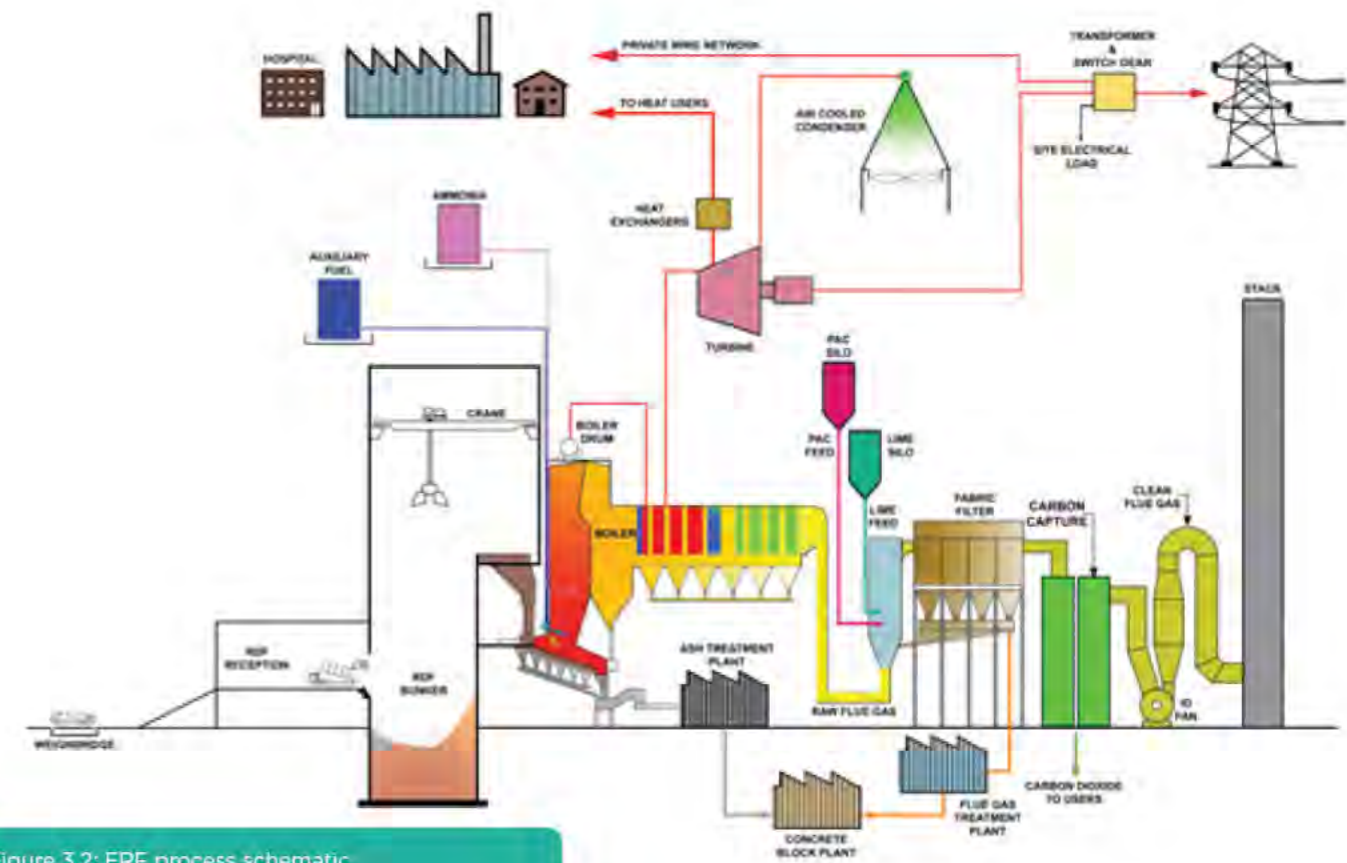 HOSPITAL
PRIVATE WIRE NETWORK
TO HEAT USERS
TRANSFORMER
&
SWITCH GEAR
AIR COOLED
CONDENSER
SITE ELECTRICAL
LOAD
AMMONIA
HEAT
EXCHANGERS
AUXILIARY
FUEL
TURBINE
STACK
PAC
SILO
CRANE
BOILER
DRUM
PAC
FEED
LIME
SILO
BOILER
LIME
FEED
FABRIC
FILTER
CARBON
CAPTURE
CLEAN
FLUE GAS
RDF
RECEPTION
RDF
BUNKER
ASH TREATMENT
PLANT
RAW FLUE GAS
ID
FAN
WEIGHBRIDGE
CARBON DIOXIDE
TO USERS
FLUE GAS
TREATMENT
PLANT
CONCRETE
BLOCK PLANT
Figure 3.2: ERF process schematic